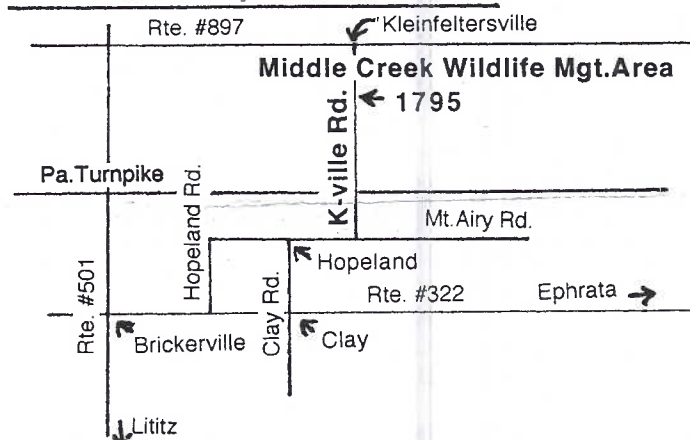 Rte. #897
"Kleinfeltersville
Middle Creek Wildlife Mgt.Area
1795
K-ville Rd.
Pa.Turnpike
Hopeland Rd.
Mt.Airy Rd.
Hopeland
Rte. #501
Clay Rd.
Rte. #322
Ephrata
Brickerville
Clay
Lititz